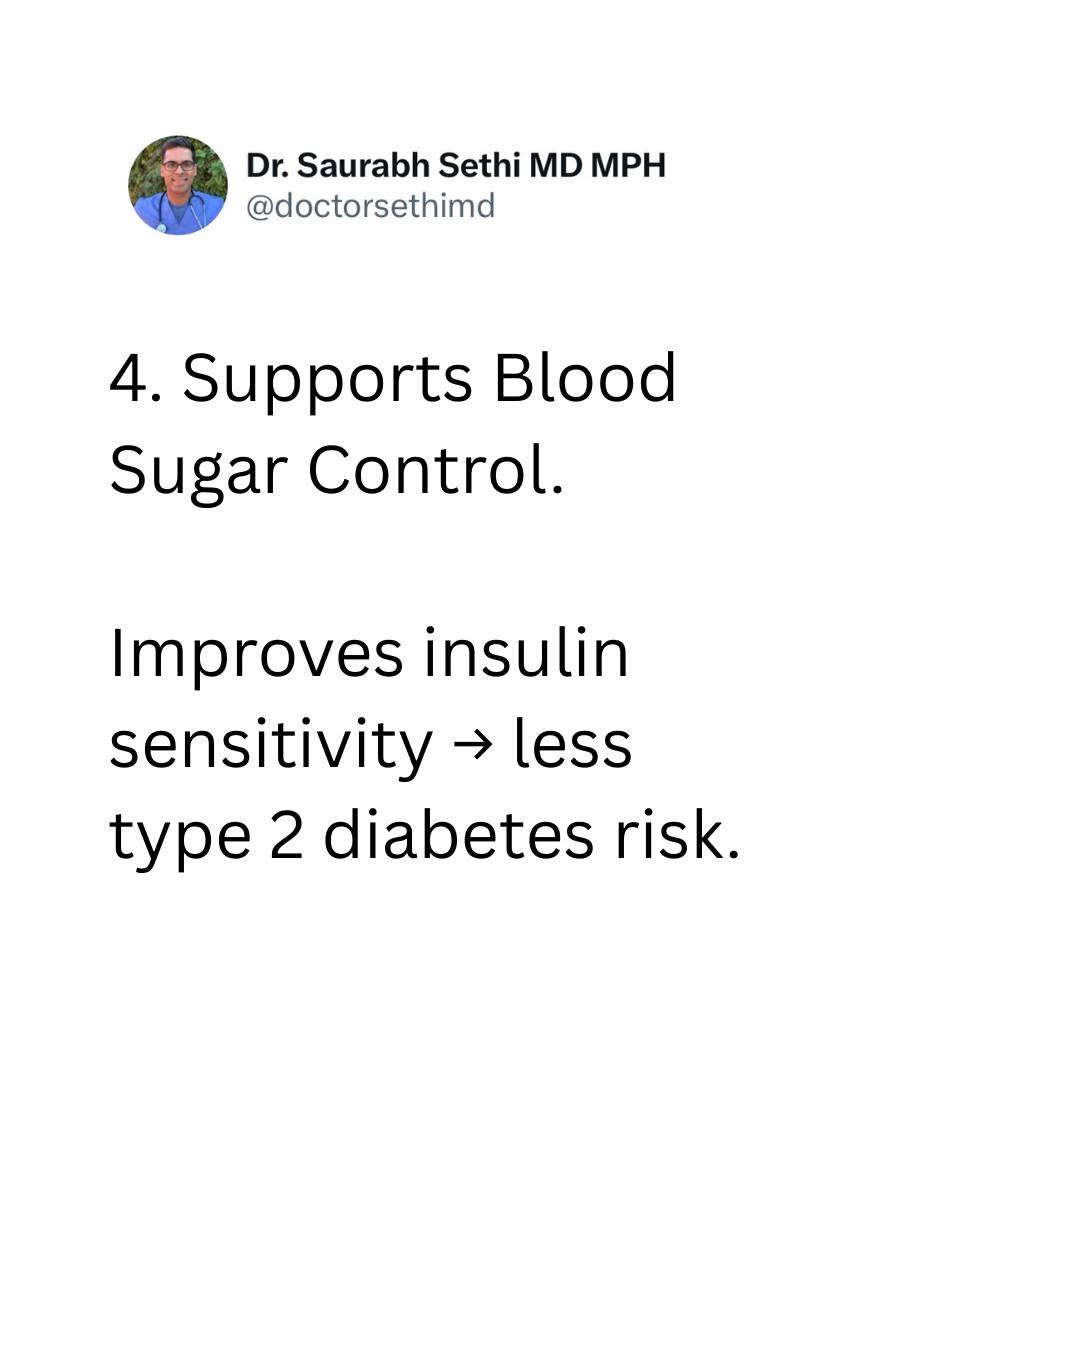 Dr. Saurabh Sethi MD MPH
@doctorsethimd
4. Supports Blood
Sugar Control.
Improves insulin
sensitivity → less
type 2 diabetes risk.